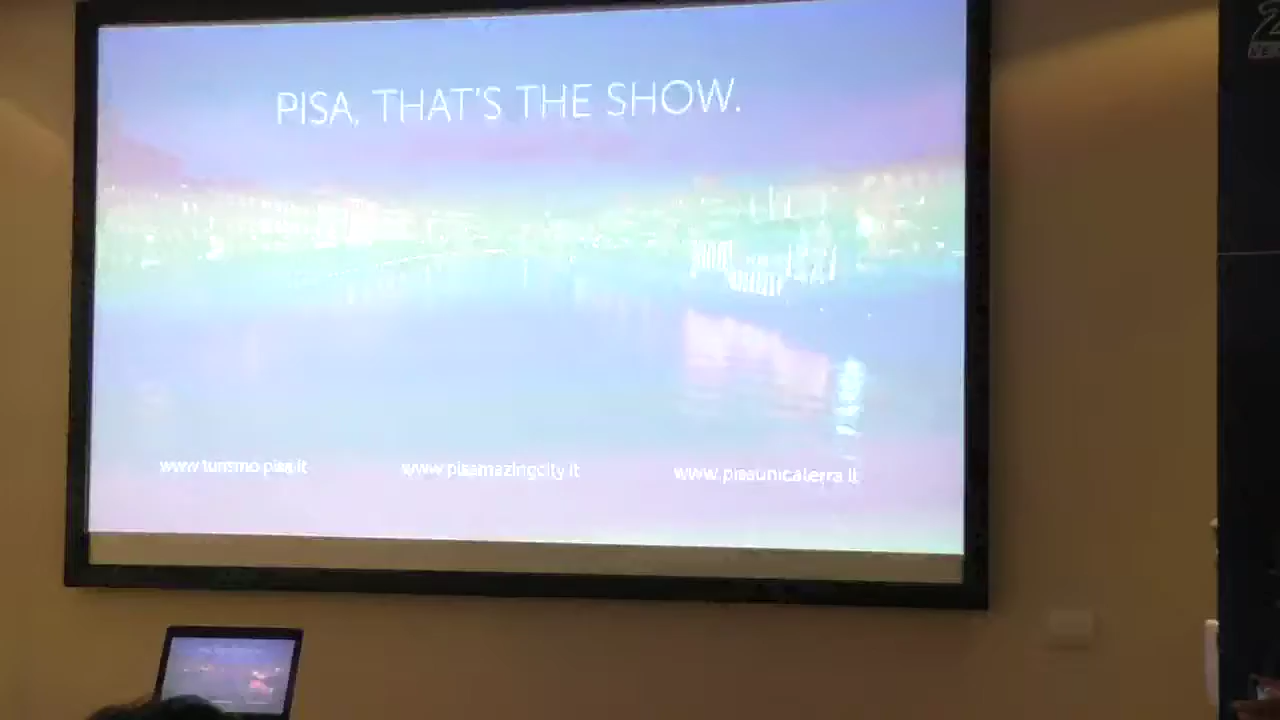 PISA, THAT'S THE SHOW.
www.turismo.pisa.it
www.pisamazingcity.it
www.pisaunicaterra.it